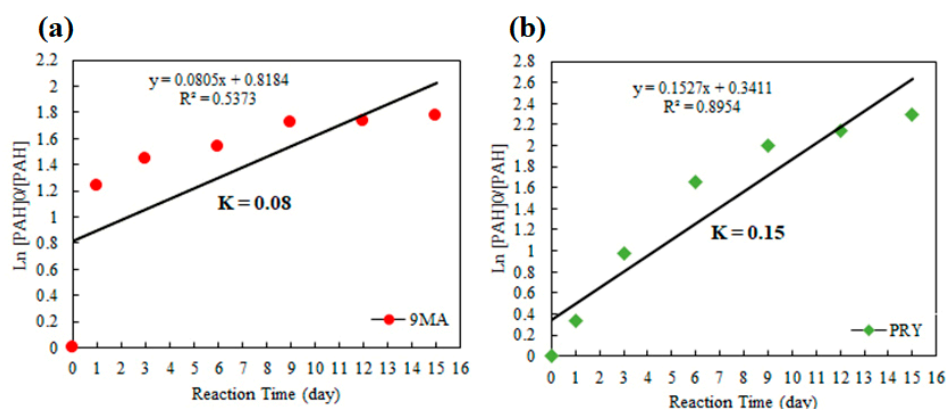 (a)
y = 0.0805x + 0.8184
R² = 0.5373
Ln [PAH]0/[PAH]
2.2
2
1.8
1.6
1.4
1.2
1
0.8
0.6
0.4
0.2
0
K = 0.08
9MA
0 1 2 3 4 5 6 7 8 9 10 11 12 13 14 15 16
Reaction Time (day)
(b)
y = 0.1527x + 0.3411
R² = 0.8954
Ln [PAH]0/[PAH]
2.8
2.6
2.4
2.2
2
1.8
1.6
1.4
1.2
1
0.8
0.6
0.4
0.2
0
K = 0.15
PRY
0 1 2 3 4 5 6 7 8 9 10 11 12 13 14 15 16
Reaction Time (day)